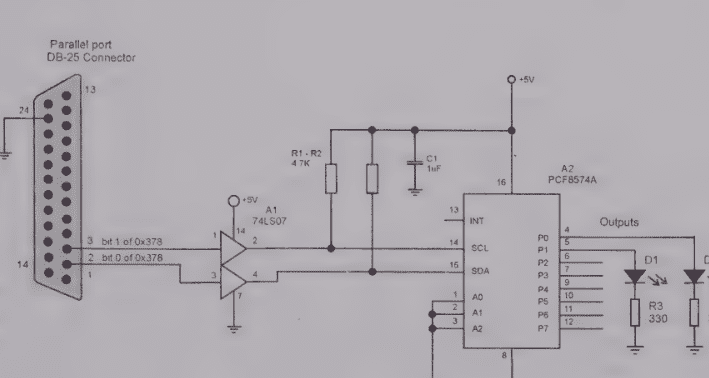 Parallel port
DB-25 Connector
13
24
14
3 bit 1 of 0x378
2 bit 0 of 0x378
1
+5V
A1
74LS07
14
1
2
3
4
7
R1 - R2
4.7K
C1
+5V
16
A2
PCF8574A
13
INT
14
SCL
15
SDA
1
A0
2
A1
3
A2
8
Outputs
P0
4
P1
5
P2
6
P3
7
P4
9
P5
10
P6
11
P7
12
D1
R3
330
D